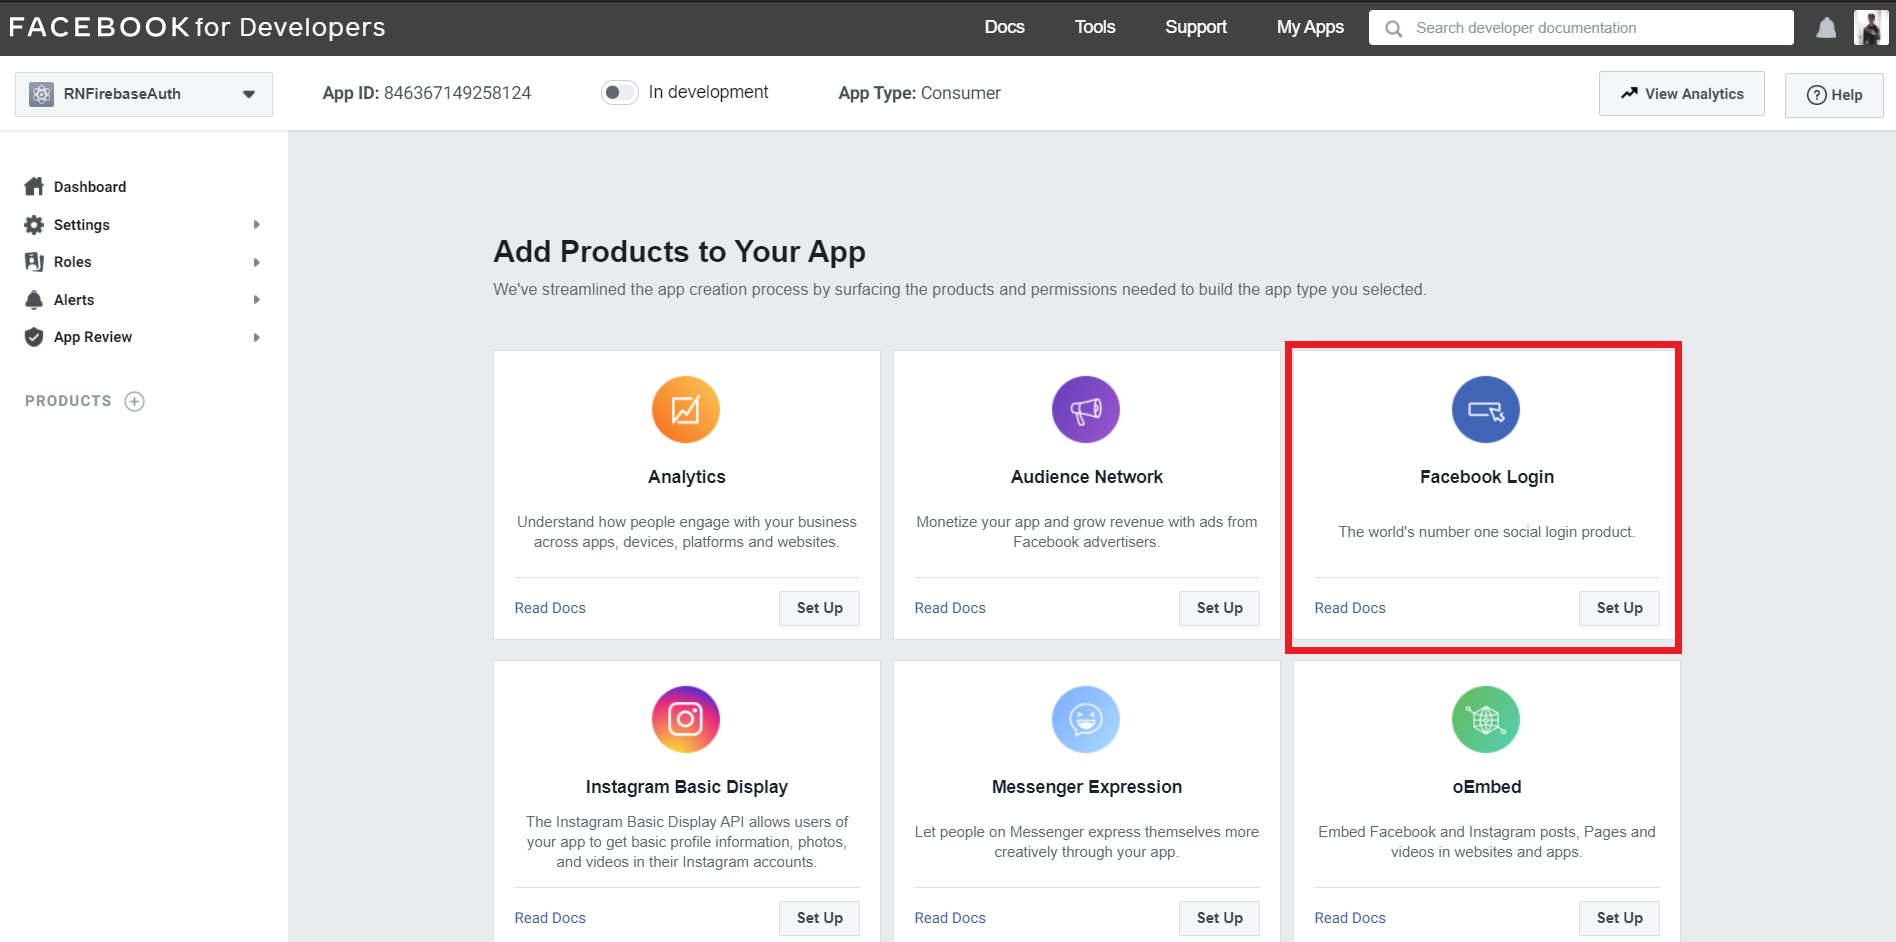 FACEBOOK for Developers
Docs
Tools
Support
My Apps
Search developer documentation
RNFirebaseAuth
App ID: 846367149258124
In development
App Type: Consumer
View Analytics
Help
Dashboard
Settings
Roles
Alerts
App Review
PRODUCTS
Add Products to Your App
We've streamlined the app creation process by surfacing the products and permissions needed to build the app type you selected.
Analytics
Understand how people engage with your business
across apps, devices, platforms and websites.
Read Docs
Set Up
Audience Network
Monetize your app and grow revenue with ads from
Facebook advertisers.
Read Docs
Set Up
Facebook Login
The world's number one social login product.
Read Docs
Set Up
Instagram Basic Display
The Instagram Basic Display API allows users of
your app to get basic profile information, photos,
and videos in their Instagram accounts.
Read Docs
Set Up
Messenger Expression
Let people on Messenger express themselves more
creatively through your app.
Read Docs
Set Up
oEmbed
Embed Facebook and Instagram posts, Pages and
videos in websites and apps.
Read Docs
Set Up